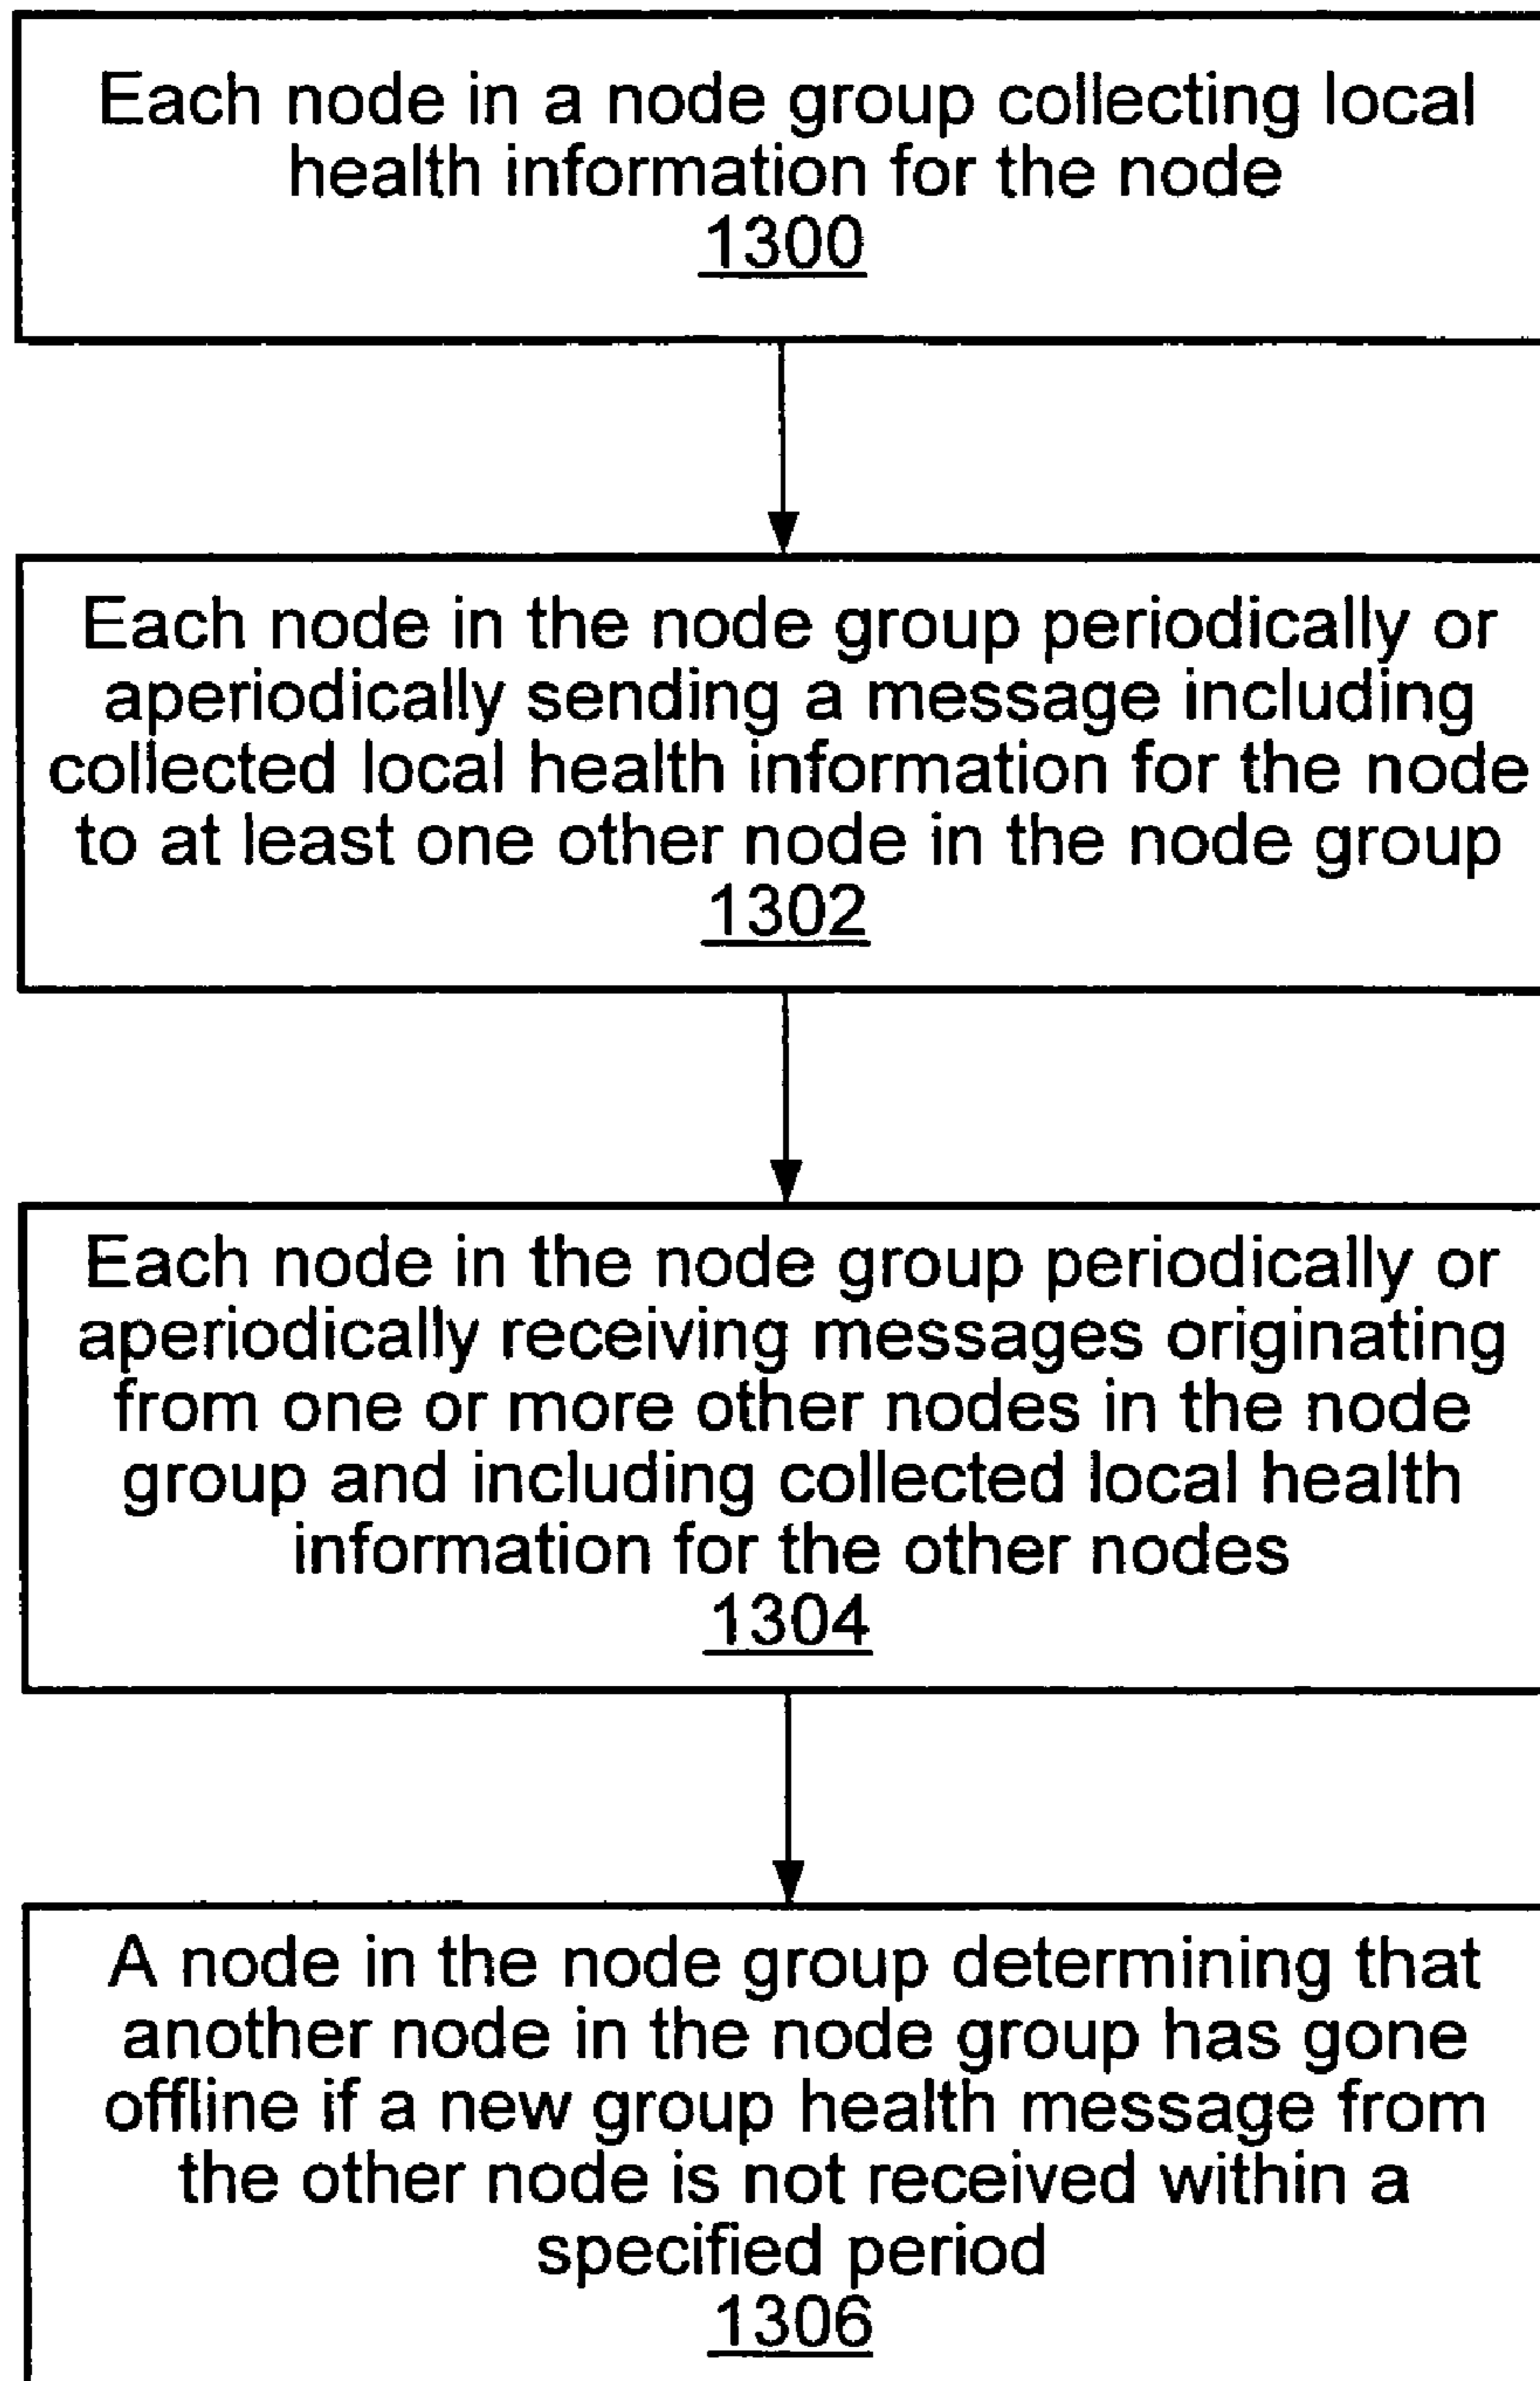 Each node in a node group collecting local
health information for the node
1300
Each node in the node group periodically or
aperiodically sending a message including
collected local health information for the node
to at least one other node in the node group
1302
Each node in the node group periodically or
aperiodically receiving messages originating
from one or more other nodes in the node
group and including collected local health
information for the other nodes
1304
A node in the node group determining that
another node in the node group has gone
offline if a new group health message from
the other node is not received within a
specified period
1306